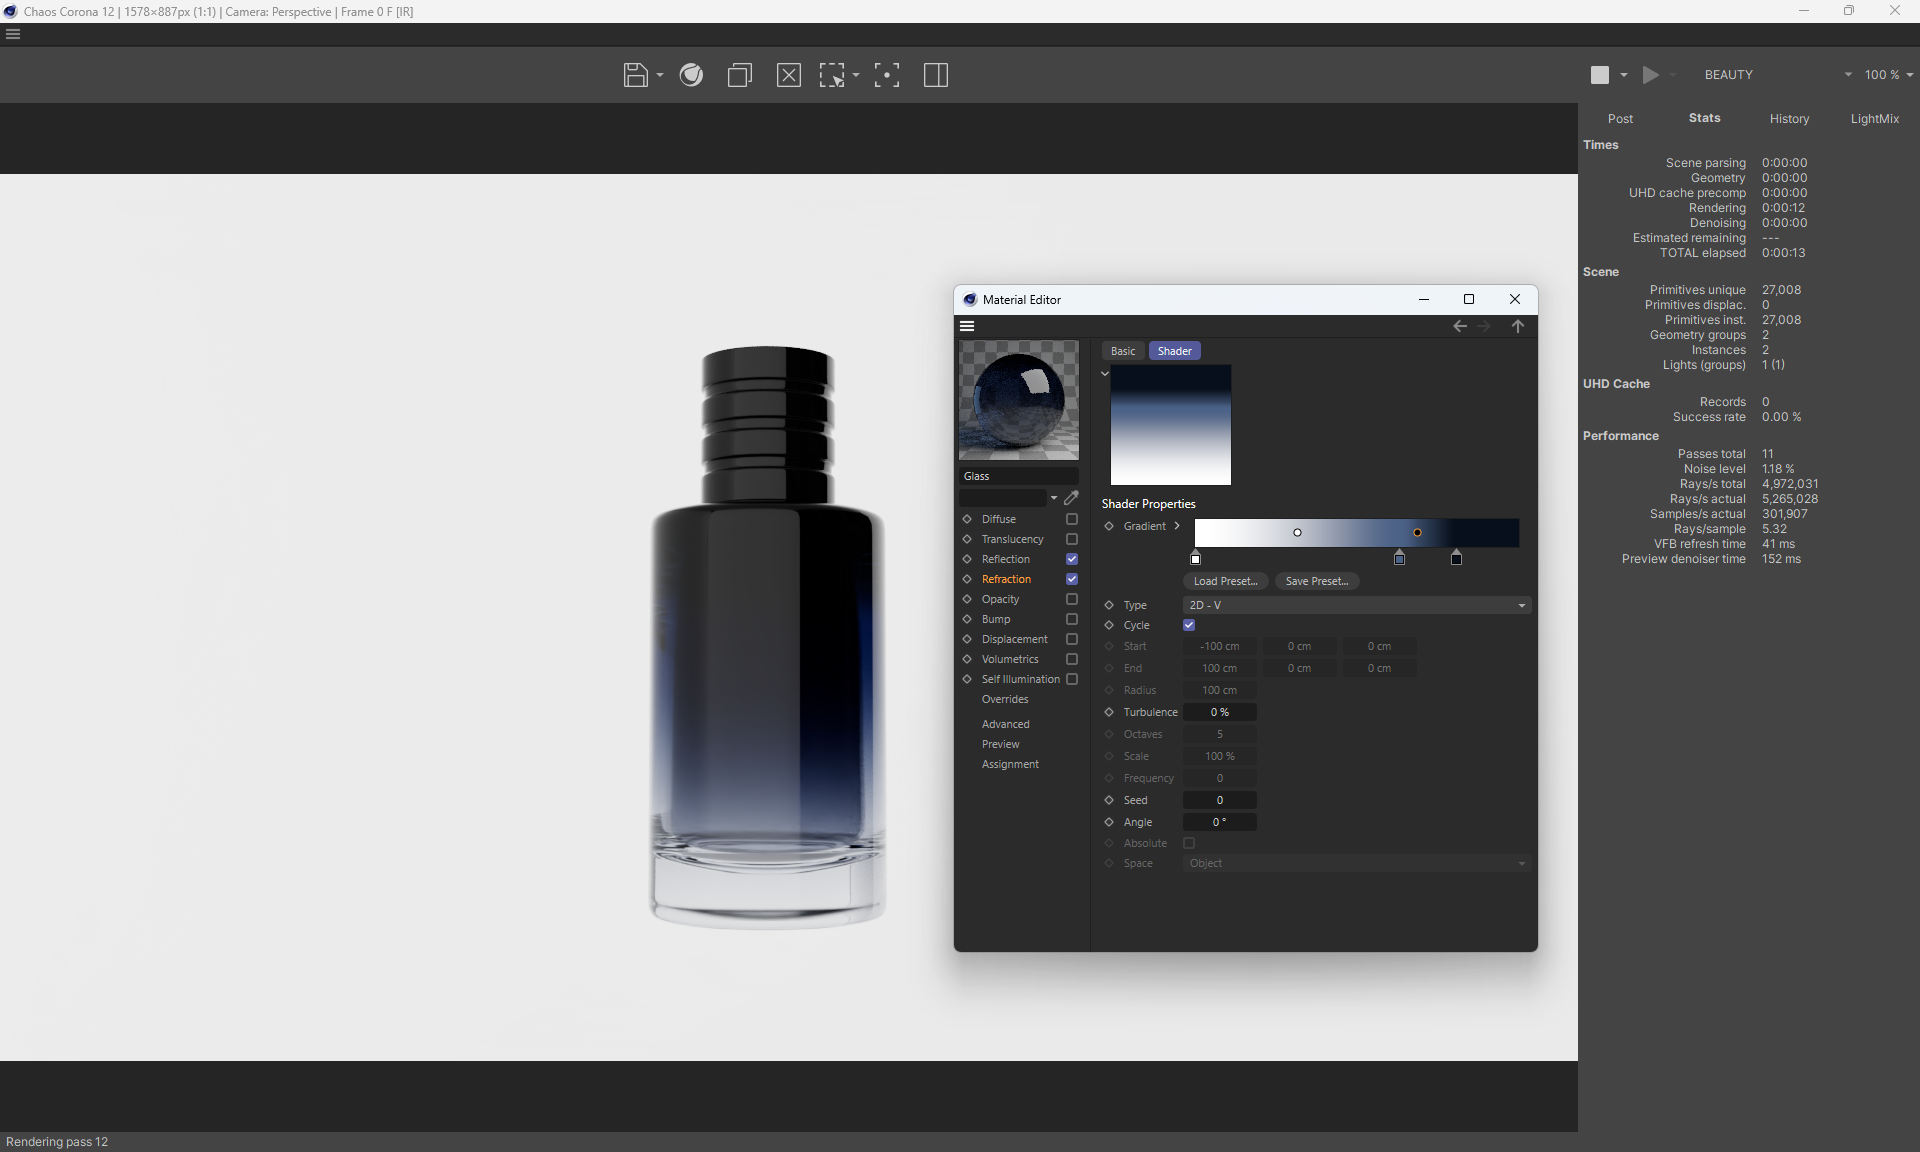 Chaos Corona 12 | 1578×887px (1:1) | Camera: Perspective | Frame 0 F [IR]
BEAUTY
100 %
Post
Stats
History
LightMix
Times
Scene parsing 0:00:00
Geometry 0:00:00
UHD cache precomp 0:00:00
Rendering 0:00:12
Denoising 0:00:00
Estimated remaining ---
TOTAL elapsed 0:00:13
Scene
Primitives unique 27,008
Primitives displac. 0
Primitives inst. 27,008
Geometry groups 2
Instances 2
Lights (groups) 1 (1)
UHD Cache
Records 0
Success rate 0.00 %
Performance
Passes total 11
Noise level 1.18 %
Rays/s total 4,972,031
Rays/s actual 5,265,028
Samples/s actual 301,907
Rays/sample 5.32
VFB refresh time 41 ms
Preview denoiser time 152 ms
Material Editor
Glass
Diffuse
Translucency
Reflection
Refraction
Opacity
Bump
Displacement
Volumetrics
Self Illumination
Overrides
Advanced
Preview
Assignment
Basic
Shader
Shader Properties
Gradient
Load Preset...
Save Preset...
Type 2D - V
Cycle
Start -100 cm 0 cm 0 cm
End 100 cm 0 cm 0 cm
Radius 100 cm
Turbulence 0 %
Octaves 5
Scale 100 %
Frequency 0
Seed 0
Angle 0 °
Absolute
Space Object
Rendering pass 12